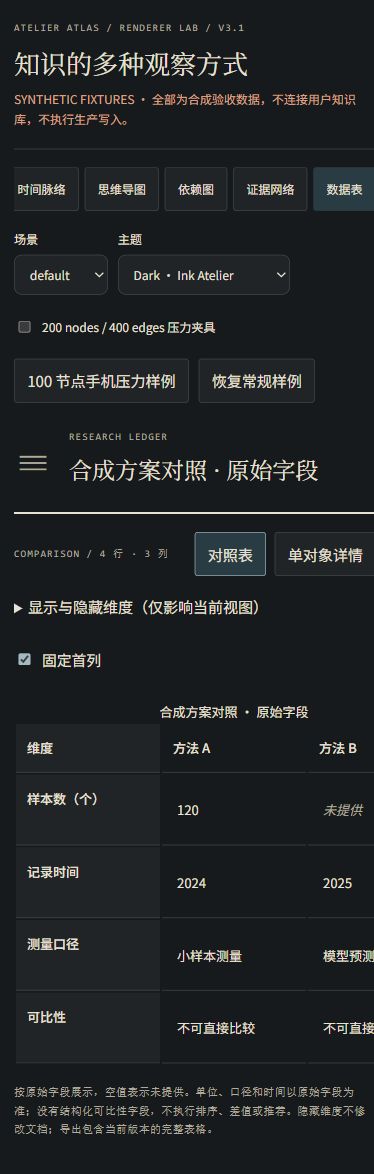 ATELIER ATLAS / RENDERER LAB / V3.1
知识的多种观察方式
SYNTHETIC FIXTURES · 全部为合成验收数据，不连接用户知识
库，不执行生产写入。
时间脉络 思维导图 依赖图 证据网络 数据表
场景 主题
default Dark · Ink Atelier
200 nodes / 400 edges 压力夹具
100 节点手机压力样例 恢复常规样例
RESEARCH LEDGER
合成方案对照 · 原始字段
COMPARISON / 4 行 · 3 列 对照表 单对象详情
显示与隐藏维度（仅影响当前视图）
固定首列
合成方案对照 · 原始字段
维度 方法 A 方法 B
样本数（个） 120 未提供
记录时间 2024 2025
测量口径 小样本测量 模型预测
可比性 不可直接比较 不可直接
按原始字段展示，空值表示未提供。单位、口径和时间以原始字段为
准；没有结构化可比性字段，不执行排序、差值或推荐。隐藏维度不修
改文档；导出包含当前版本的完整表格。